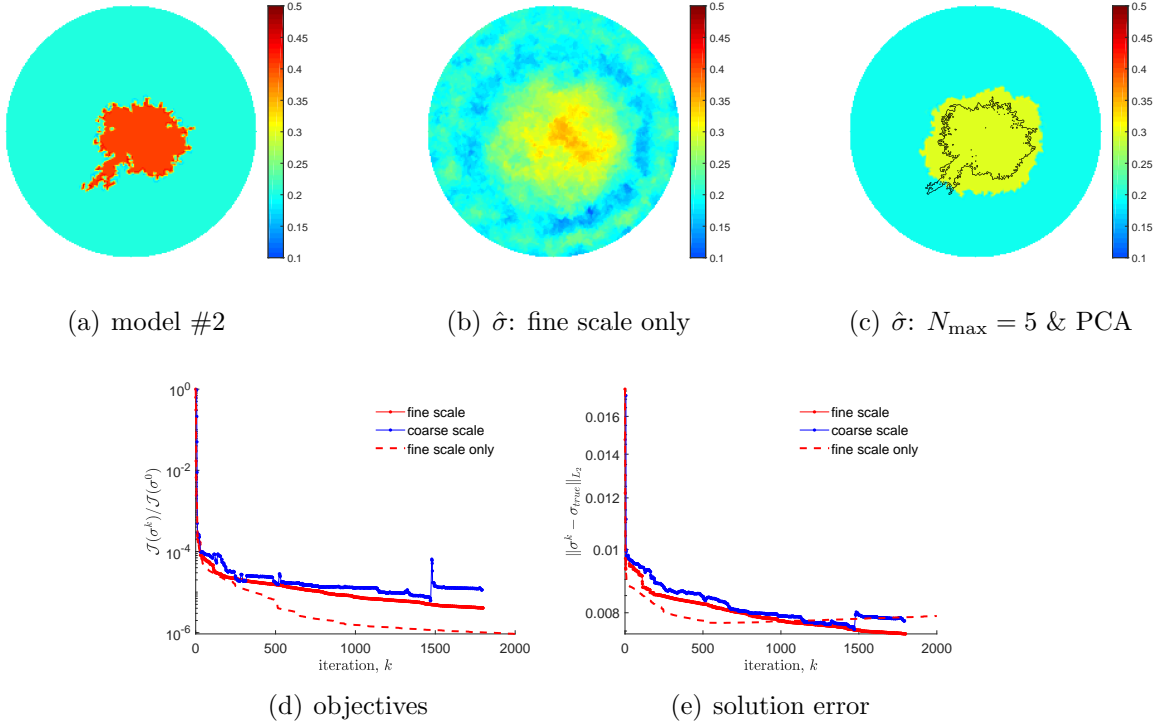 0.5
0.45
0.4
0.35
0.3
0.25
0.2
0.15
0.1
0.5
0.45
0.4
0.35
0.3
0.25
0.2
0.15
0.1
0.5
0.45
0.4
0.35
0.3
0.25
0.2
0.15
0.1
(a) model #2
(b) σ̂: fine scale only
(c) σ̂: N_max = 5 & PCA
10^0
10^-2
10^-4
10^-6
𝒥(σ^k)/𝒥(σ^0)
fine scale
coarse scale
fine scale only
0 500 1000 1500 2000
iteration, k
(d) objectives
0.016
0.014
0.012
0.01
0.008
||σ^k − σ_true||_L₂
fine scale
coarse scale
fine scale only
0 500 1000 1500 2000
iteration, k
(e) solution error